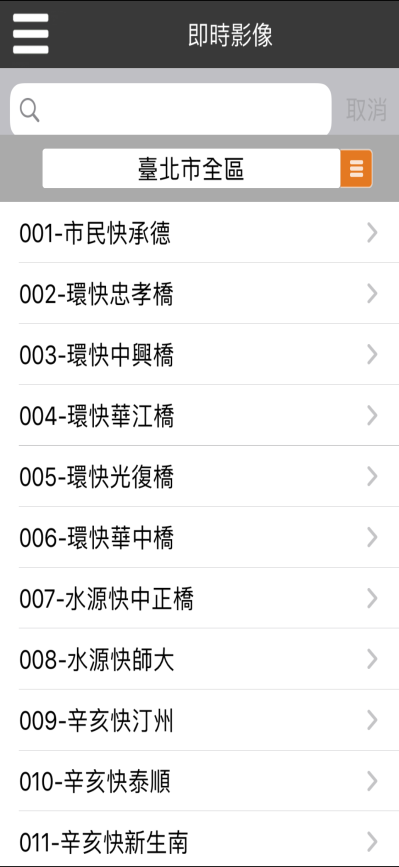 即時影像
取消
臺北市全區
001-市民快承德
002-環快忠孝橋
003-環快中興橋
004-環快華江橋
005-環快光復橋
006-環快華中橋
007-水源快中正橋
008-水源快師大
009-辛亥快汀州
010-辛亥快泰順
011-辛亥快新生南